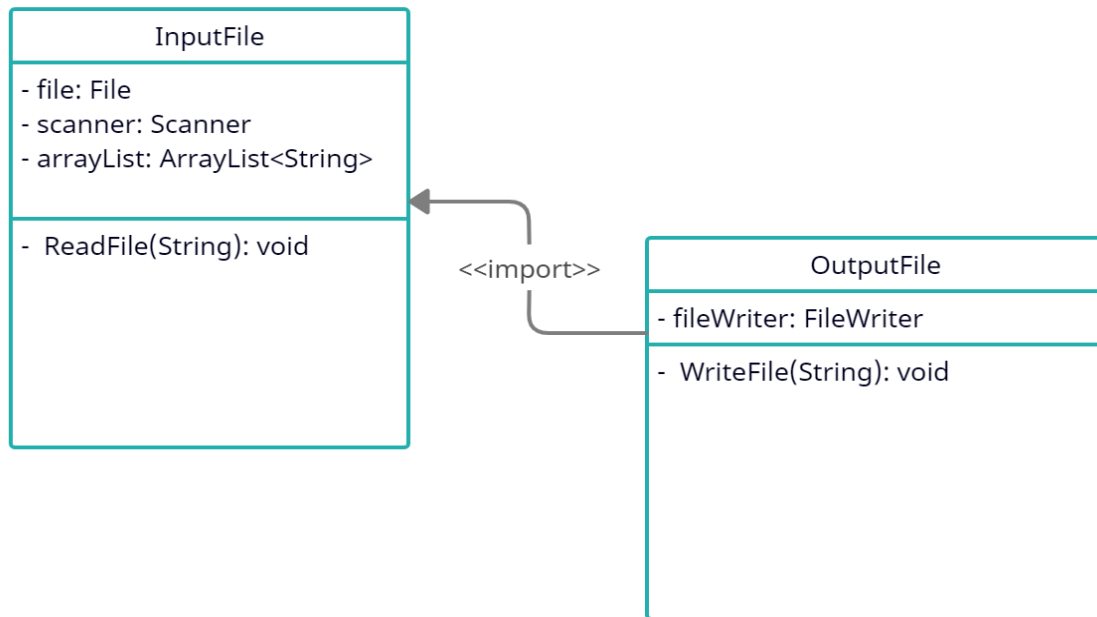 InputFile
- file: File
- scanner: Scanner
- arrayList: ArrayList<String>
- ReadFile(String): void
<<import>>
OutputFile
- fileWriter: FileWriter
- WriteFile(String): void